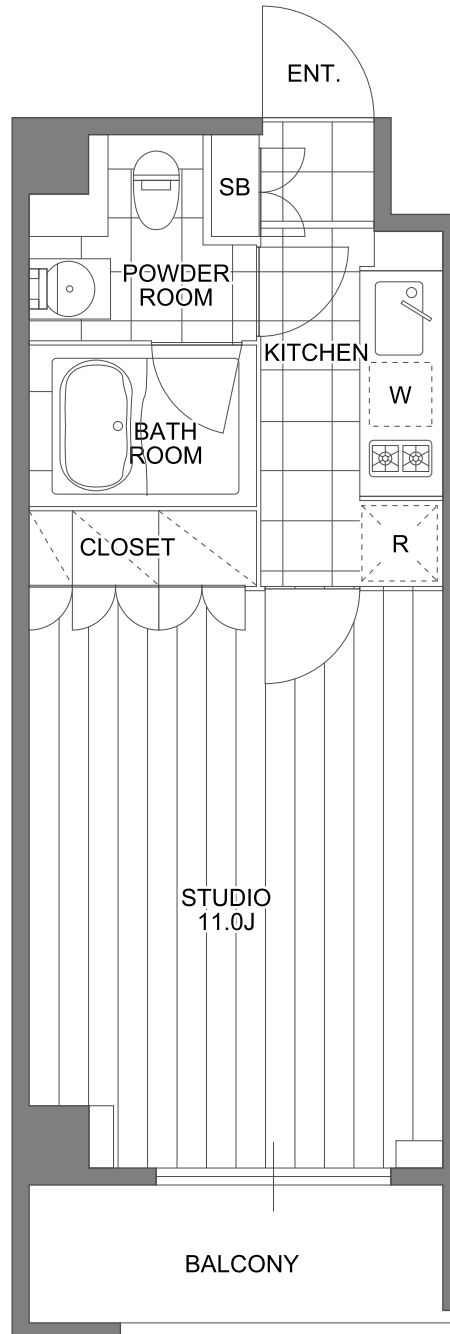 ENT.
SB
POWDER
ROOM
KITCHEN
W
BATH
ROOM
CLOSET
R
STUDIO
11.0J
BALCONY